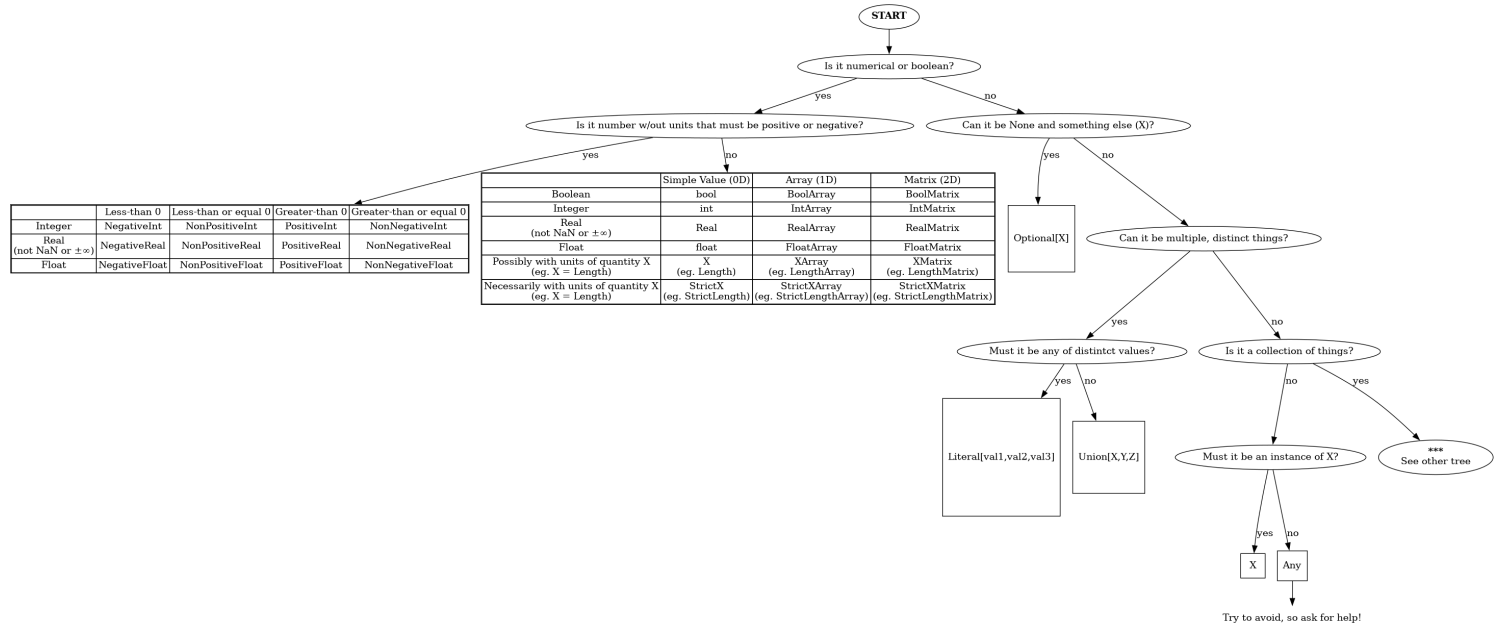 START
Is it numerical or boolean?
yes
no
Is it number w/out units that must be positive or negative?
Can it be None and something else (X)?
yes
no
yes
no
Less-than 0 Less-than or equal 0 Greater-than 0 Greater-than or equal 0
Integer NegativeInt NonPositiveInt PositiveInt NonNegativeInt
Real
(not NaN or ±∞) NegativeReal NonPositiveReal PositiveReal NonNegativeReal
Float NegativeFloat NonPositiveFloat PositiveFloat NonNegativeFloat
Simple Value (0D) Array (1D) Matrix (2D)
Boolean bool BoolArray BoolMatrix
Integer int IntArray IntMatrix
Real
(not NaN or ±∞) Real RealArray RealMatrix
Float float FloatArray FloatMatrix
Possibly with units of quantity X X XArray XMatrix
(eg. X = Length) (eg. Length) (eg. LengthArray) (eg. LengthMatrix)
Necessarily with units of quantity X StrictX StrictXArray StrictXMatrix
(eg. X = Length) (eg. StrictLength) (eg. StrictLengthArray) (eg. StrictLengthMatrix)
Optional[X]
Can it be multiple, distinct things?
yes
no
Must it be any of distintct values?
Is it a collection of things?
yes
no
no
yes
Literal[val1,val2,val3]
Union[X,Y,Z]
Must it be an instance of X?
***
See other tree
yes
no
X
Any
Try to avoid, so ask for help!